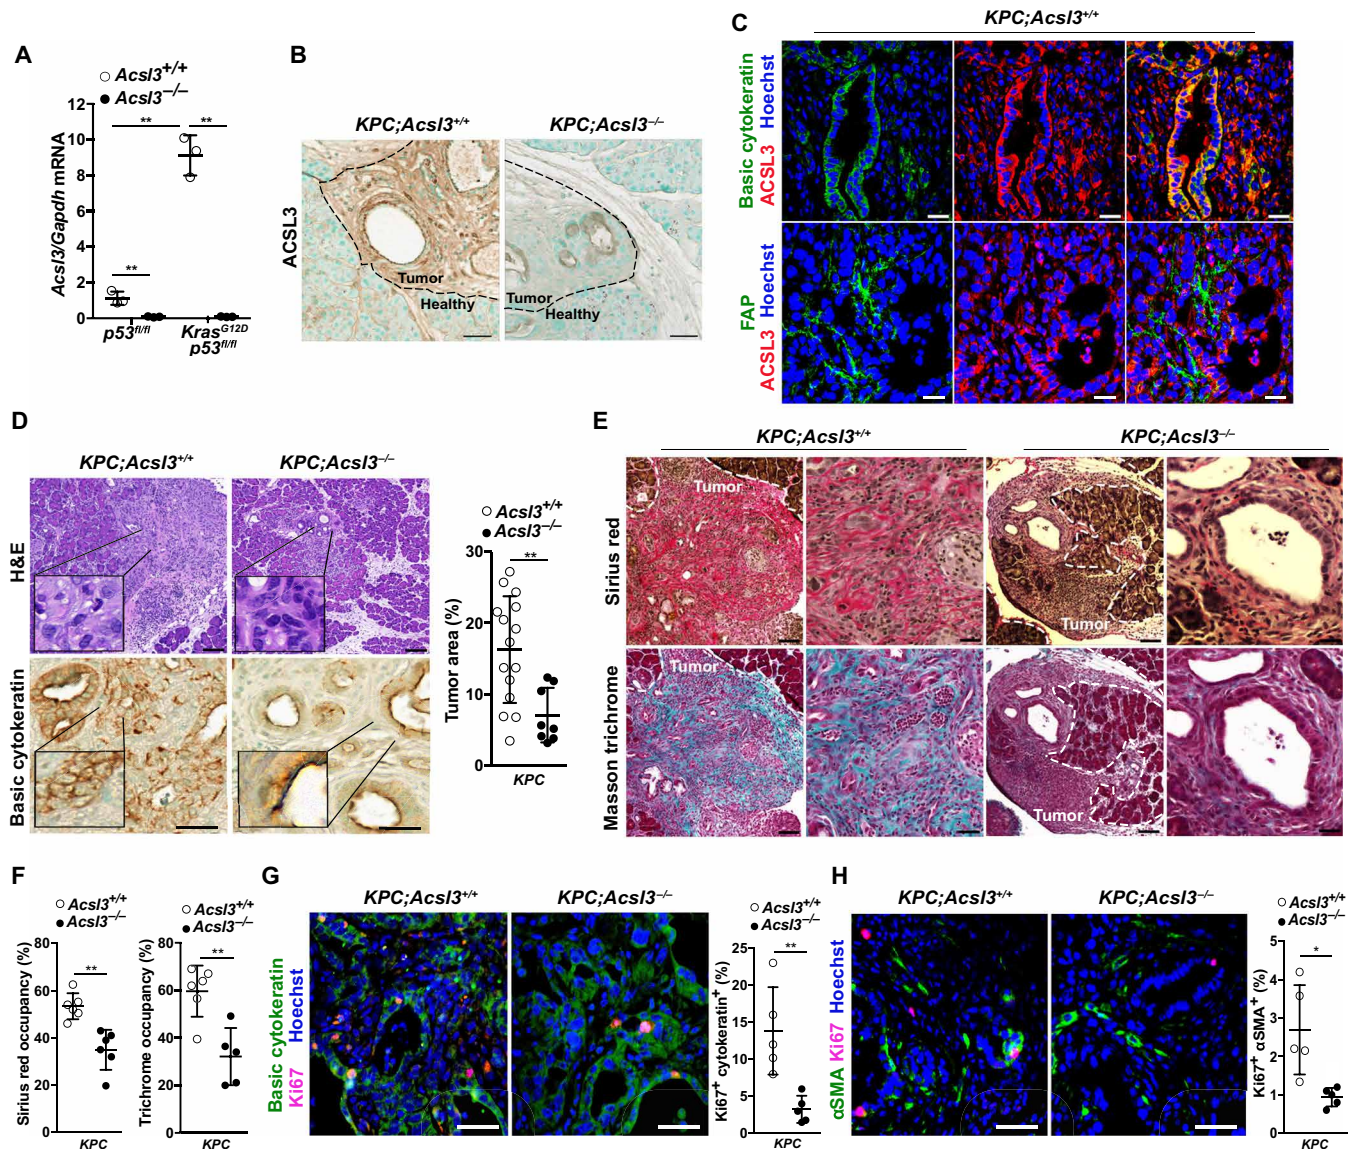 A
Acsl3+/+
Acsl3−/−
Acsl3/Gapdh mRNA
12
10
8
6
4
2
0
**
**
**
p53fl/fl
KrasG12D
p53fl/fl
B
KPC;Acsl3+/+
KPC;Acsl3−/−
ACSL3
Tumor
Healthy
Tumor
Healthy
C
KPC;Acsl3+/+
Basic cytokeratin
ACSL3 Hoechst
FAP
ACSL3 Hoechst
D
KPC;Acsl3+/+
KPC;Acsl3−/−
H&E
Basic cytokeratin
Acsl3+/+
Acsl3−/−
Tumor area (%)
30
20
10
0
**
KPC
E
KPC;Acsl3+/+
KPC;Acsl3−/−
Sirius red
Masson trichrome
Tumor
Tumor
Tumor
Tumor
F
Acsl3+/+
Acsl3−/−
Sirius red occupancy (%)
80
60
40
20
0
**
KPC
Acsl3+/+
Acsl3−/−
Trichrome occupancy (%)
80
60
40
20
0
**
KPC
G
KPC;Acsl3+/+
KPC;Acsl3−/−
Basic cytokeratin
Ki67 Hoechst
Acsl3+/+
Acsl3−/−
Ki67+ cytokeratin+ (%)
25
20
15
10
5
0
**
KPC
H
KPC;Acsl3+/+
KPC;Acsl3−/−
αSMA Ki67 Hoechst
Acsl3+/+
Acsl3−/−
Ki67+ αSMA+ (%)
5
4
3
2
1
0
*
KPC